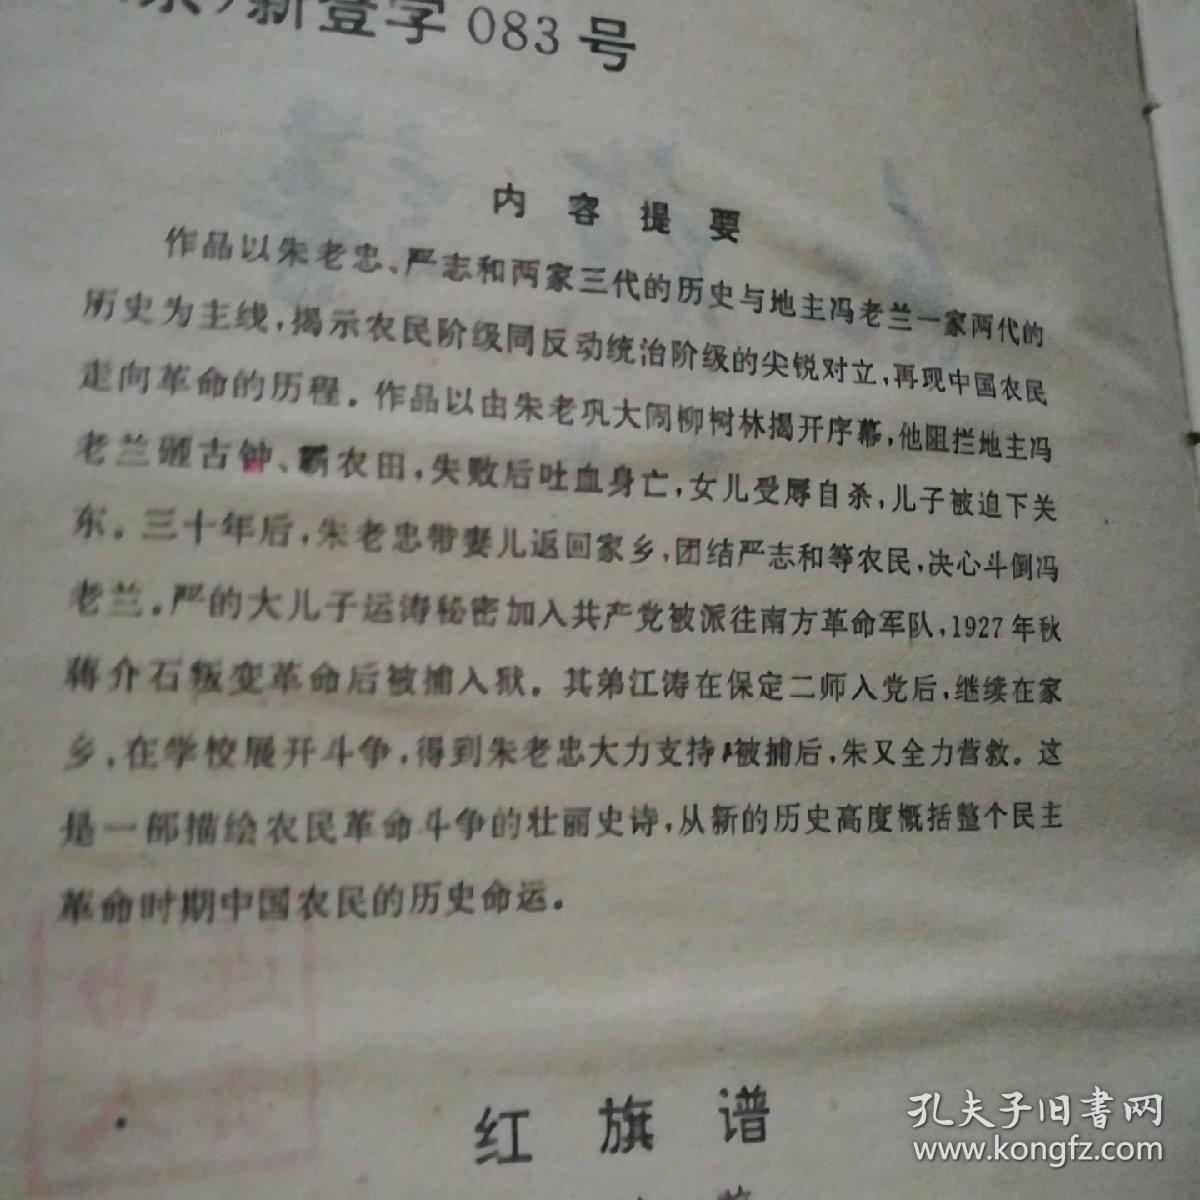 新登字083号
内容提要
作品以朱老忠、严志和两家三代的历史与地主冯老兰一家两代的
历史为主线,揭示农民阶级同反动统治阶级的尖锐对立,再现中国农民
走向革命的历程。作品以由朱老巩大闹柳树林揭开序幕,他阻拦地主冯
老兰砸古钟、霸农田,失败后吐血身亡,女儿受辱自杀,儿子被迫下关
东。三十年后,朱老忠带妻儿返回家乡,团结严志和等农民,决心斗倒冯
老兰。严的大儿子运涛秘密加入共产党被派往南方革命军队,1927年秋
蒋介石叛变革命后被捕入狱。其弟江涛在保定二师入党后,继续在家
乡、在学校展开斗争,得到朱老忠大力支持,被捕后,朱又全力营救。这
是一部描绘农民革命斗争的壮丽史诗,从新的历史高度概括整个民主
革命时期中国农民的历史命运。
红旗谱
孔夫子旧书网
www.kongfz.com